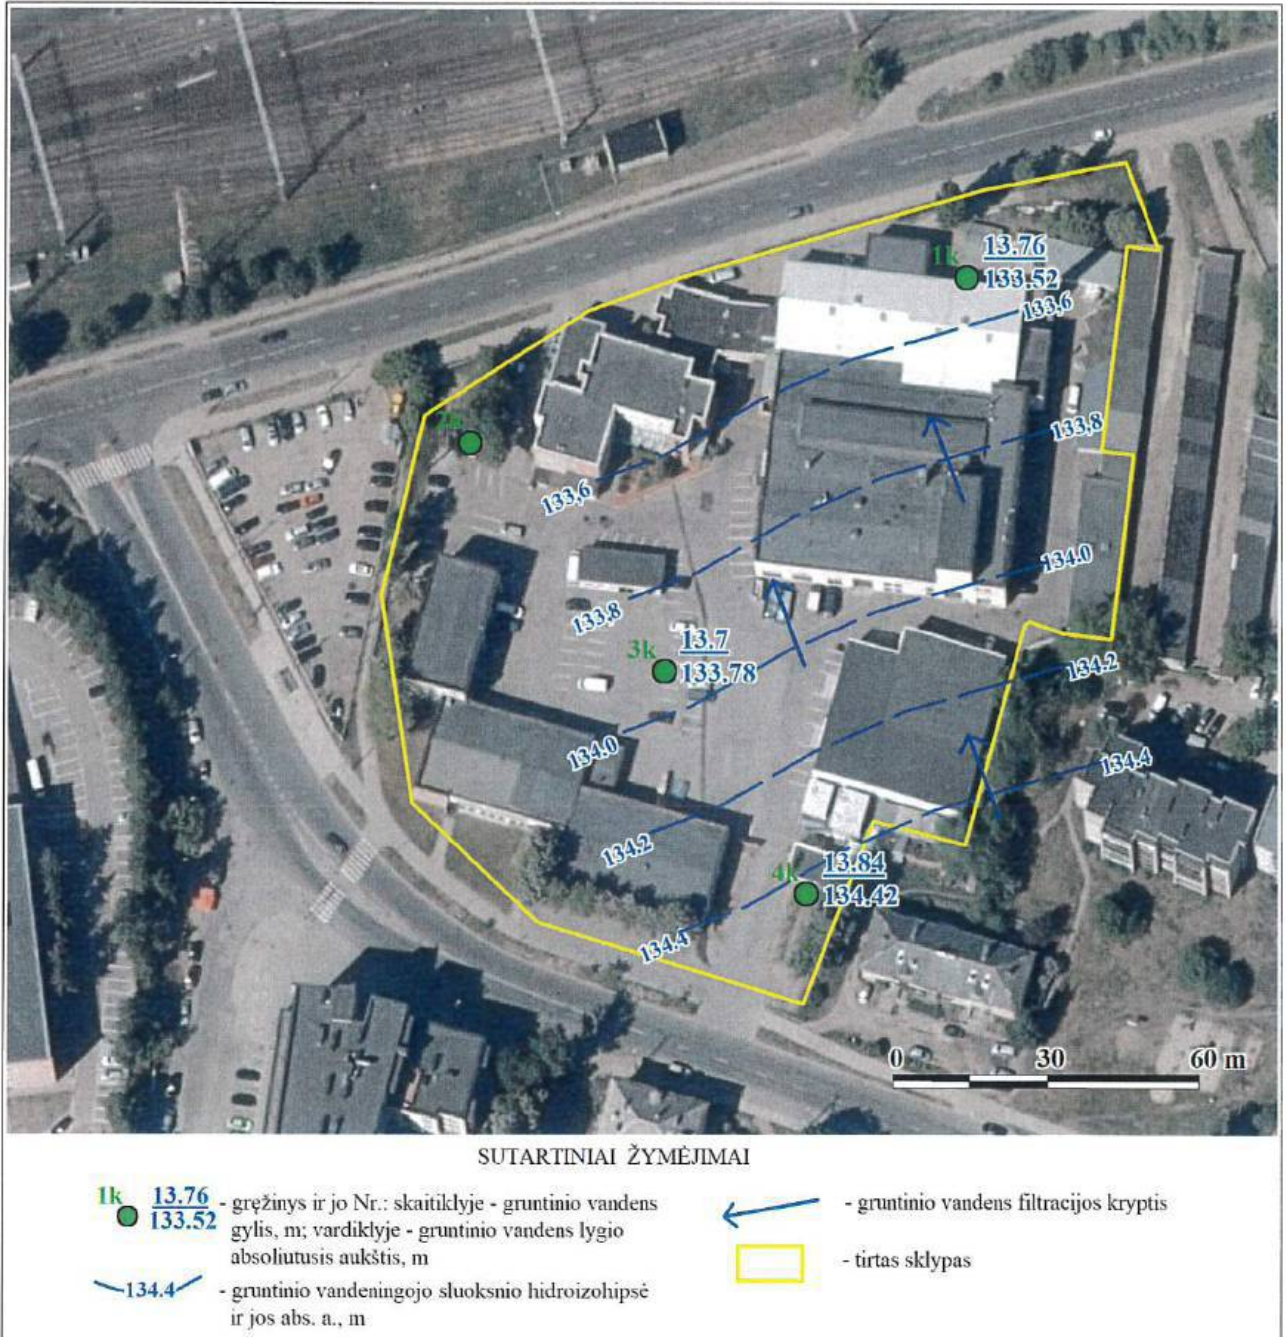 1k
13.76
133.52
133,6
133,8
133,6
134.0
133,8
3k
13.7
133.78
134.2
134.0
134.4
134.2
4k
13.84
134.42
134.4
0 30 60 m
SUTARTINIAI ŽYMĖJIMAI
1k 13.76 - gręžinys ir jo Nr.: skaitiklyje - gruntinio vandens
133.52 gylis, m; vardiklyje - gruntinio vandens lygio
absoliutusis aukštis, m
134.4 - gruntinio vandeningojo sluoksnio hidroizohipsė
ir jos abs. a., m
- gruntinio vandens filtracijos kryptis
- tirtas sklypas